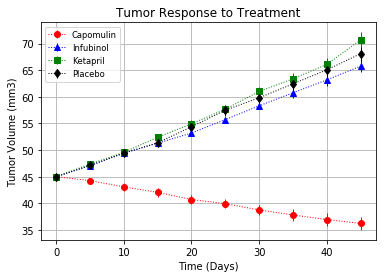 Tumor Response to Treatment
Capomulin
Infubinol
Ketapril
Placebo
Tumor Volume (mm3)
70
65
60
55
50
45
40
35
0
10
20
30
40
Time (Days)